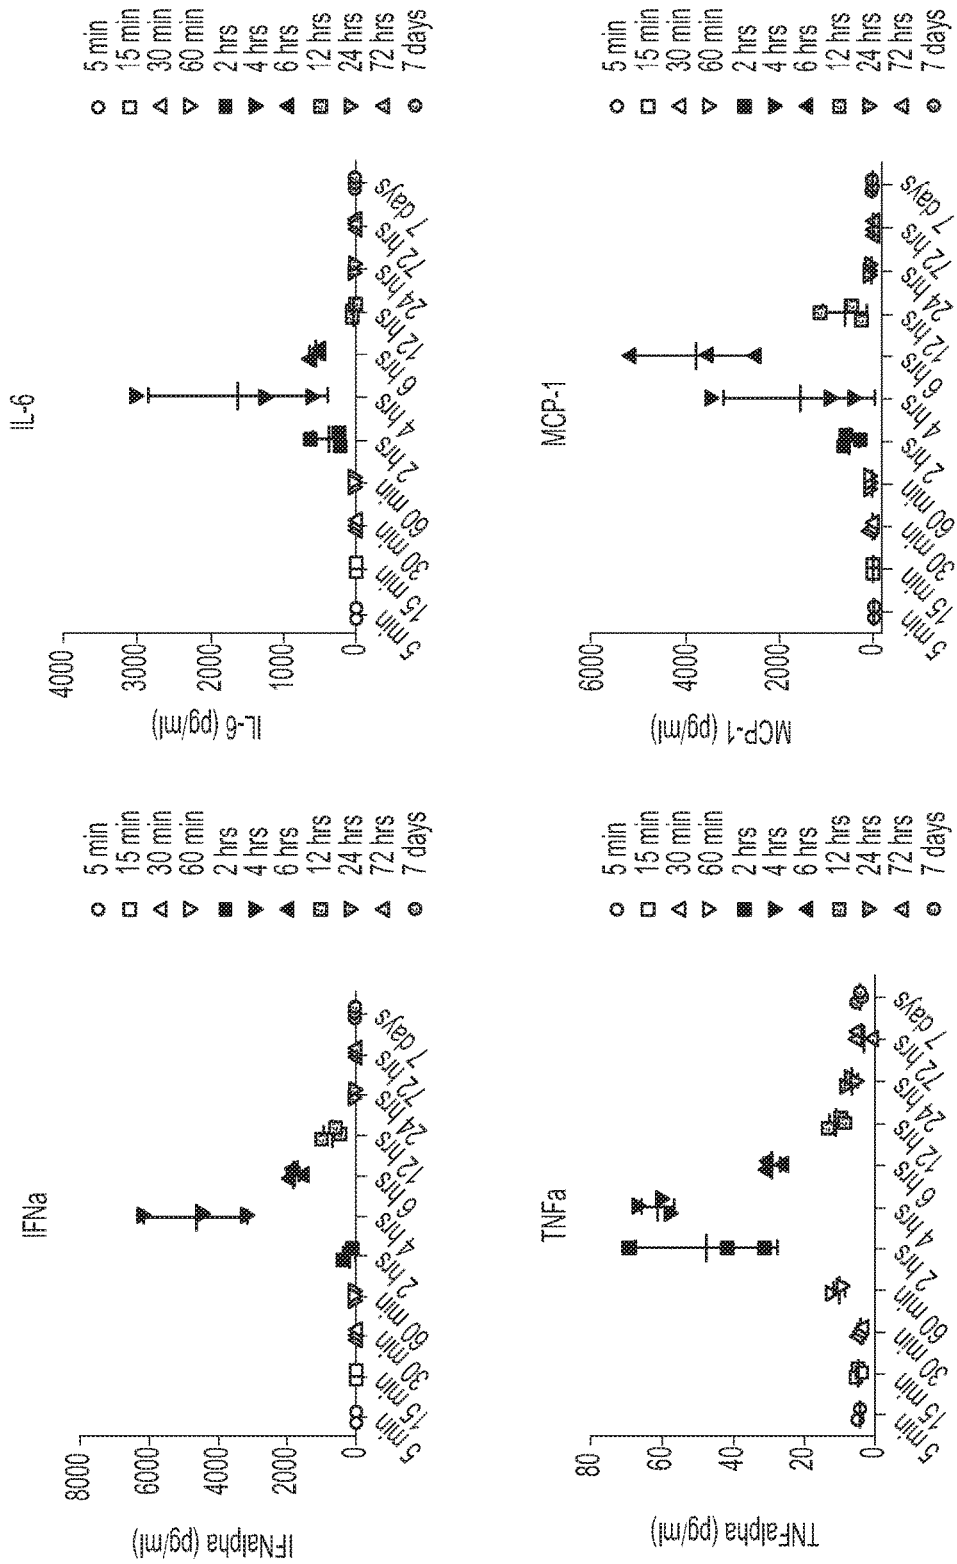 IFNa
IFNalpha (pg/ml)
8000
6000
4000
2000
0
5 min
15 min
30 min
60 min
2 hrs
4 hrs
6 hrs
12 hrs
24 hrs
72 hrs
7 days
5 min
15 min
30 min
60 min
2 hrs
4 hrs
6 hrs
12 hrs
24 hrs
72 hrs
7 days
IL-6
IL-6 (pg/ml)
4000
3000
2000
1000
0
5 min
15 min
30 min
60 min
2 hrs
4 hrs
6 hrs
12 hrs
24 hrs
72 hrs
7 days
5 min
15 min
30 min
60 min
2 hrs
4 hrs
6 hrs
12 hrs
24 hrs
72 hrs
7 days
TNFa
TNFalpha (pg/ml)
80
60
40
20
0
5 min
15 min
30 min
60 min
2 hrs
4 hrs
6 hrs
12 hrs
24 hrs
72 hrs
7 days
5 min
15 min
30 min
60 min
2 hrs
4 hrs
6 hrs
12 hrs
24 hrs
72 hrs
7 days
MCP-1
MCP-1 (pg/ml)
6000
4000
2000
0
5 min
15 min
30 min
60 min
2 hrs
4 hrs
6 hrs
12 hrs
24 hrs
72 hrs
7 days
5 min
15 min
30 min
60 min
2 hrs
4 hrs
6 hrs
12 hrs
24 hrs
72 hrs
7 days